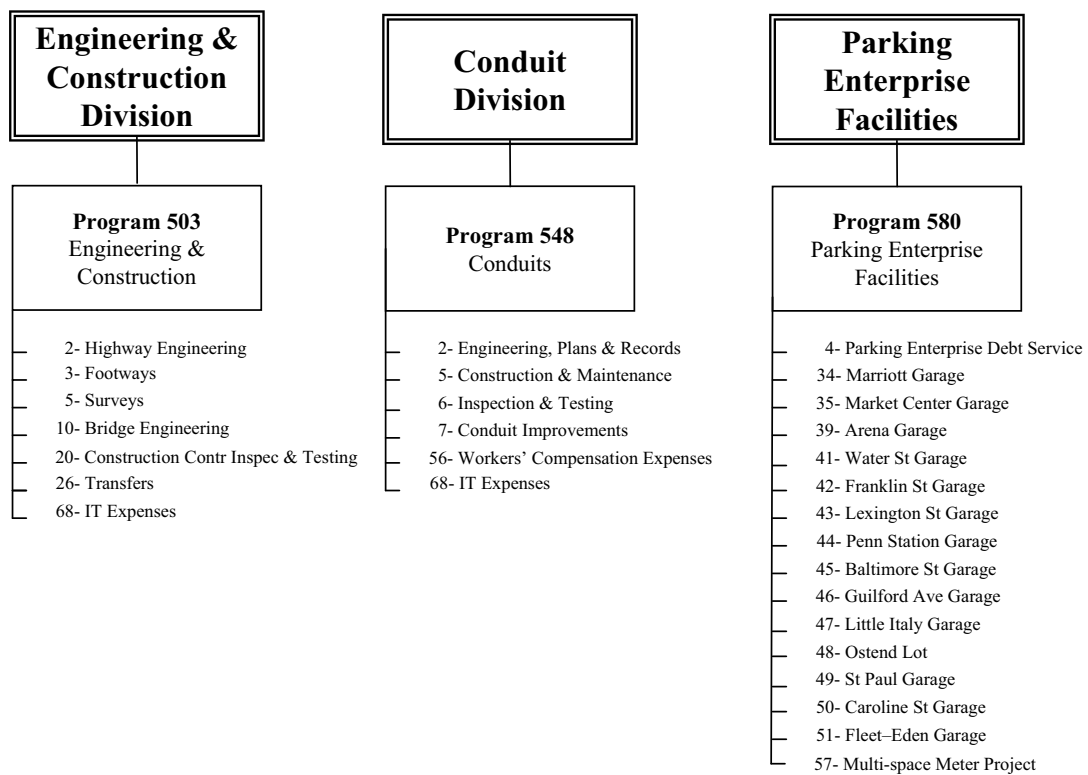 Engineering &
Construction
Division
Program 503
Engineering &
Construction
2- Highway Engineering
3- Footways
5- Surveys
10- Bridge Engineering
20- Construction Contr Inspec & Testing
26- Transfers
68- IT Expenses
Conduit
Division
Program 548
Conduits
2- Engineering, Plans & Records
5- Construction & Maintenance
6- Inspection & Testing
7- Conduit Improvements
56- Workers’ Compensation Expenses
68- IT Expenses
Parking
Enterprise
Facilities
Program 580
Parking Enterprise
Facilities
4- Parking Enterprise Debt Service
34- Marriott Garage
35- Market Center Garage
39- Arena Garage
41- Water St Garage
42- Franklin St Garage
43- Lexington St Garage
44- Penn Station Garage
45- Baltimore St Garage
46- Guilford Ave Garage
47- Little Italy Garage
48- Ostend Lot
49- St Paul Garage
50- Caroline St Garage
51- Fleet–Eden Garage
57- Multi-space Meter Project